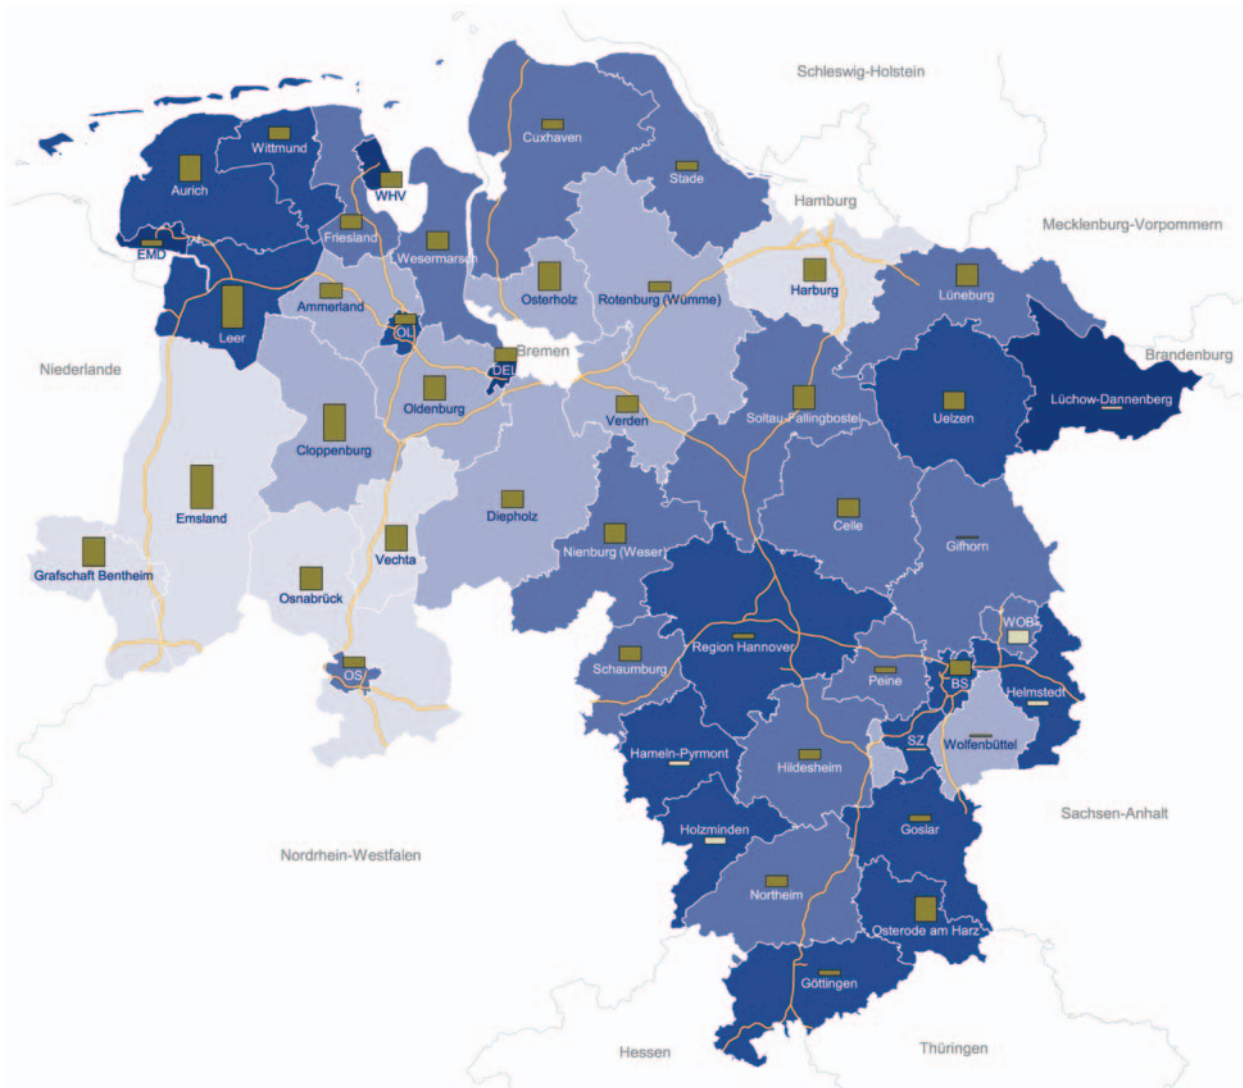 Schleswig-Holstein
Cuxhaven
Wittmund
Aurich
Stade
WHV
Hamburg
Mecklenburg-Vorpommern
Friesland
EMD
Wesermarsch
Lüneburg
Harburg
Osterholz
Rotenburg (Wümme)
Ammerland
OL
Leer
Bremen
Brandenburg
Niederlande
DEL
Lüchow-Dannenberg
Oldenburg
Verden
Soltau-Fallingbostel
Uelzen
Cloppenburg
Emsland
Diepholz
Celle
Gifhorn
Nienburg (Weser)
Vechta
Grafschaft Bentheim
Osnabrück
WOB
Region Hannover
Schaumburg
OS
Peine
BS
Helmstedt
SZ
Wolfenbüttel
Hameln-Pyrmont
Hildesheim
Sachsen-Anhalt
Holzminden
Goslar
Nordrhein-Westfalen
Northeim
Osterode am Harz
Göttingen
Hessen
Thüringen